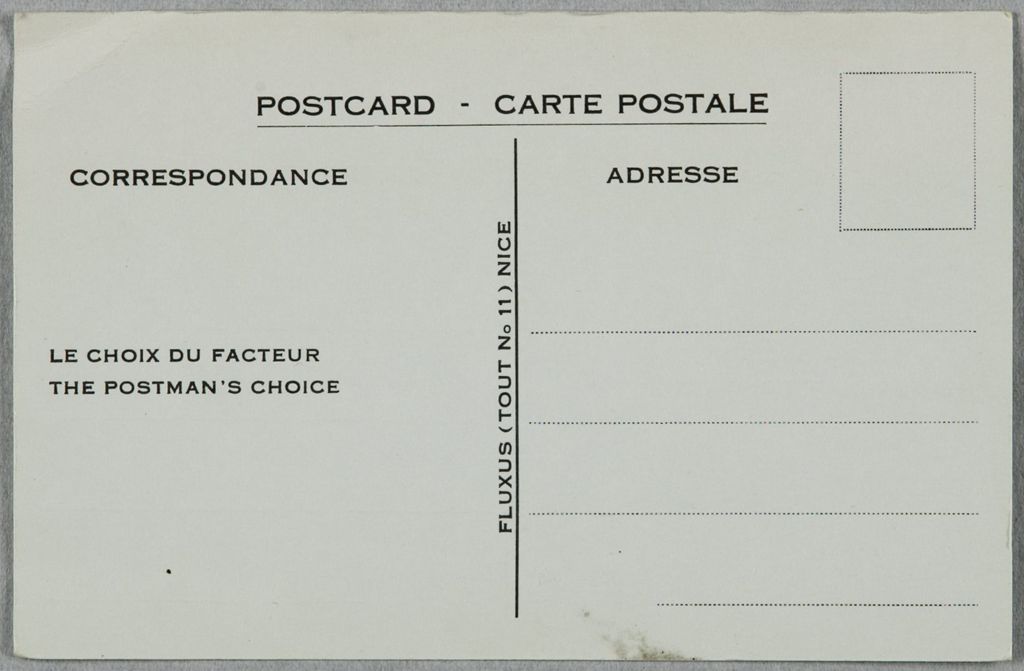 POSTCARD - CARTE POSTALE
CORRESPONDANCE
LE CHOIX DU FACTEUR
THE POSTMAN'S CHOICE
FLUXUS (TOUT No 11) NICE
ADRESSE